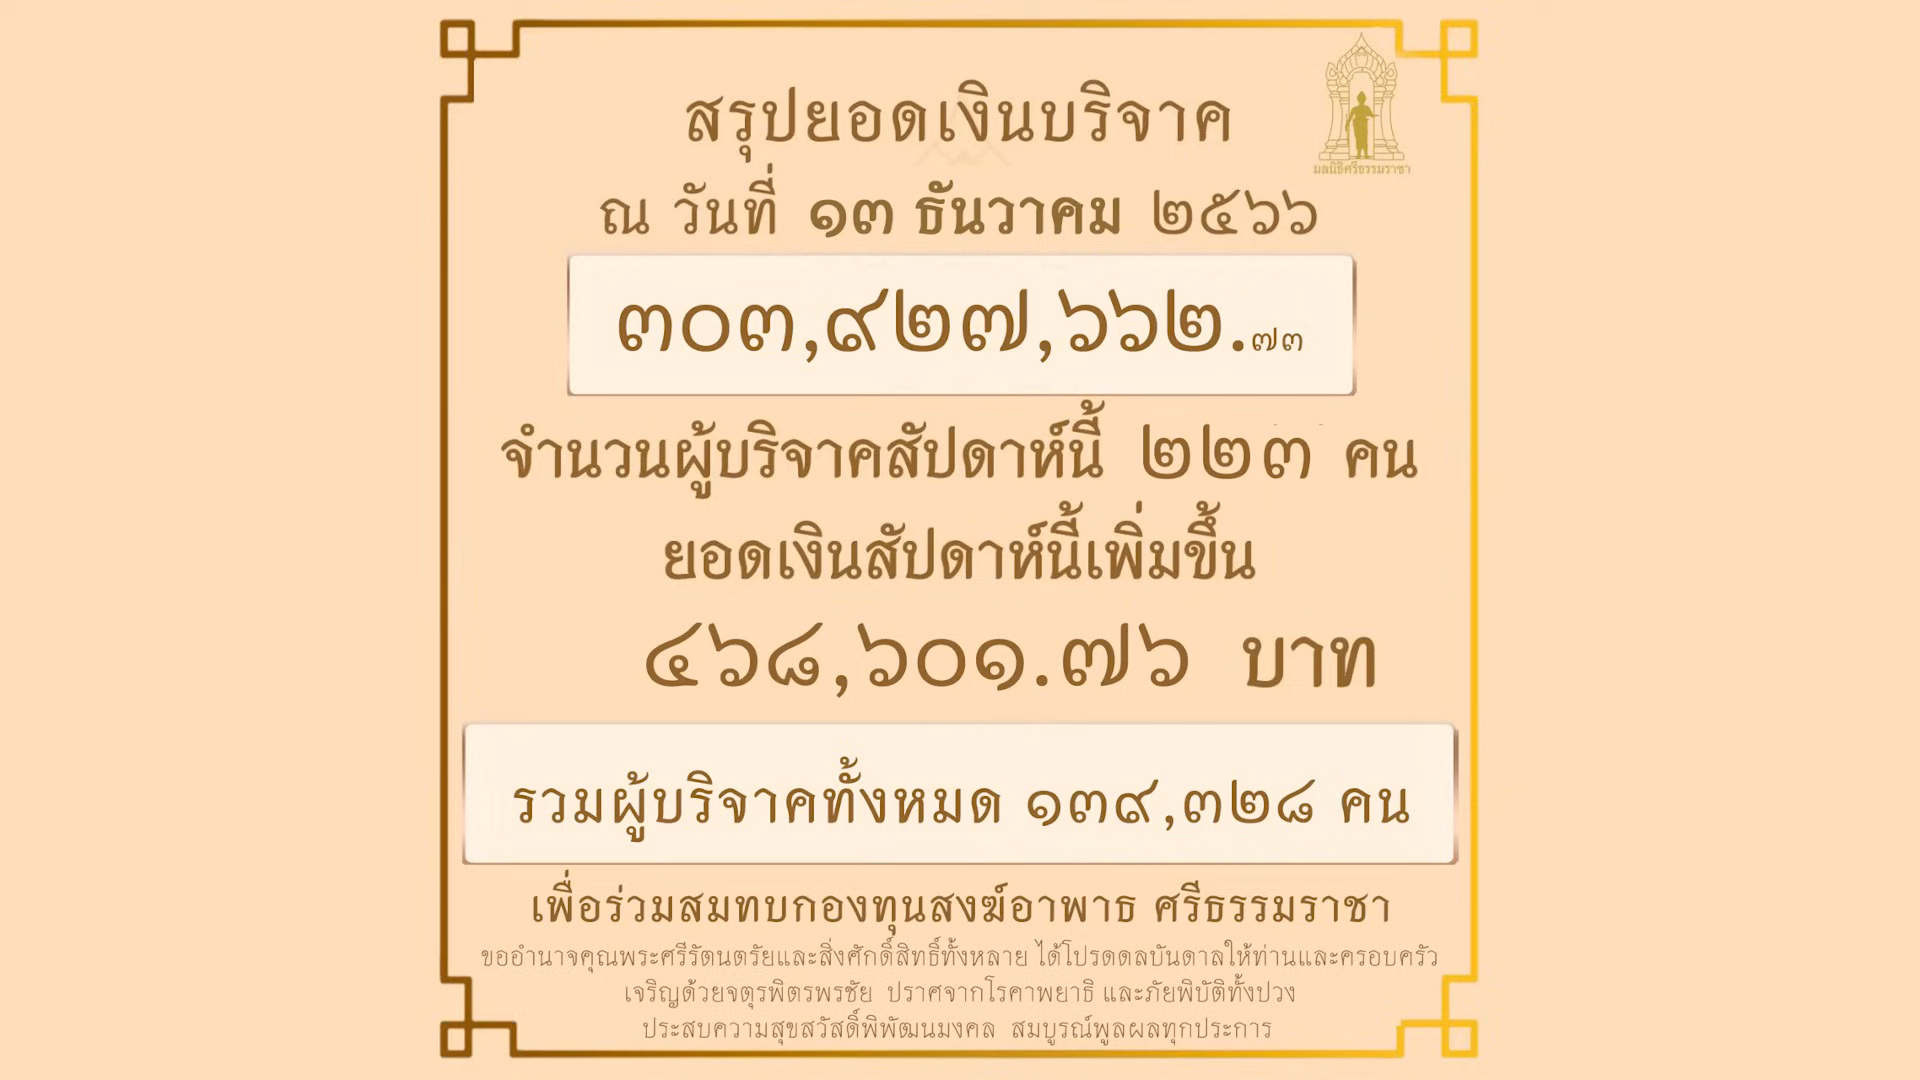 มูลนิธิศรีธรรมราชา
สรุปยอดเงินบริจาค
ณ วันที่ ๑๓ ธันวาคม ๒๕๖๖
๓๐๓,๙๒๗,๖๖๒.๗๓
จำนวนผู้บริจาคสัปดาห์นี้ ๒๒๓ คน
ยอดเงินสัปดาห์นี้เพิ่มขึ้น
๔๖๘,๖๐๑.๗๖ บาท
รวมผู้บริจาคทั้งหมด ๑๓๙,๓๒๘ คน
เพื่อร่วมสมทบกองทุนสงฆ์อาพาธ ศรีธรรมราชา
ขออำนาจคุณพระศรีรัตนตรัยและสิ่งศักดิ์สิทธิ์ทั้งหลาย ได้โปรดดลบันดาลให้ท่านและครอบครัว
เจริญด้วยจตุรพิตรพรชัย ปราศจากโรคาพยาธิ และภัยพิบัติทั้งปวง
ประสบความสุขสวัสดิ์พิพัฒนมงคล สมบูรณ์พูลผลทุกประการ